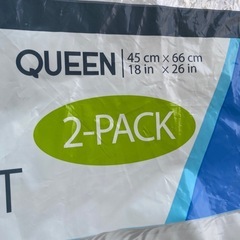 QUEEN
45 cm × 66 cm
18 in × 26 in
2-PACK
T